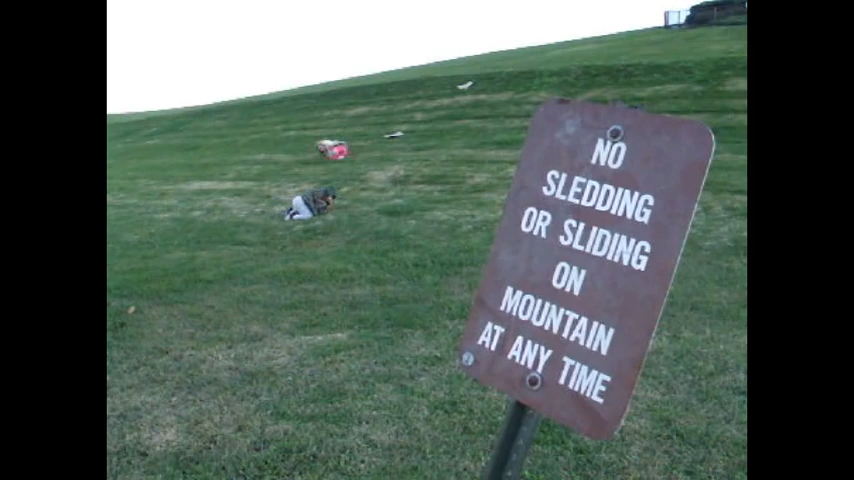 NO
SLEDDING
OR SLIDING
ON
MOUNTAIN
AT ANY TIME